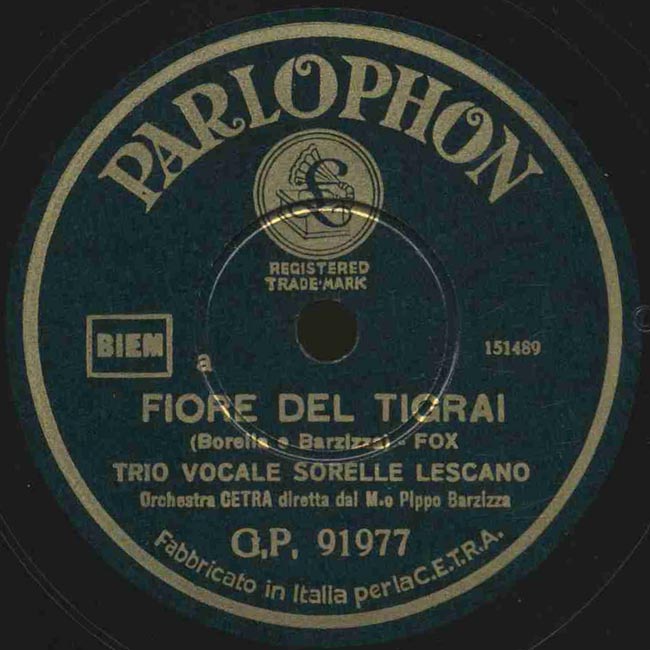 PARLOPHON
REGISTERED
TRADE·MARK
BIEM
151489
a
FIORE DEL TIGRAI
(Borella e Barzizza) - FOX
TRIO VOCALE SORELLE LESCANO
Orchestra CETRA diretta dal M.o Pippo Barzizza
G.P. 91977
Fabbricato in Italia per la C.E.T.R.A.